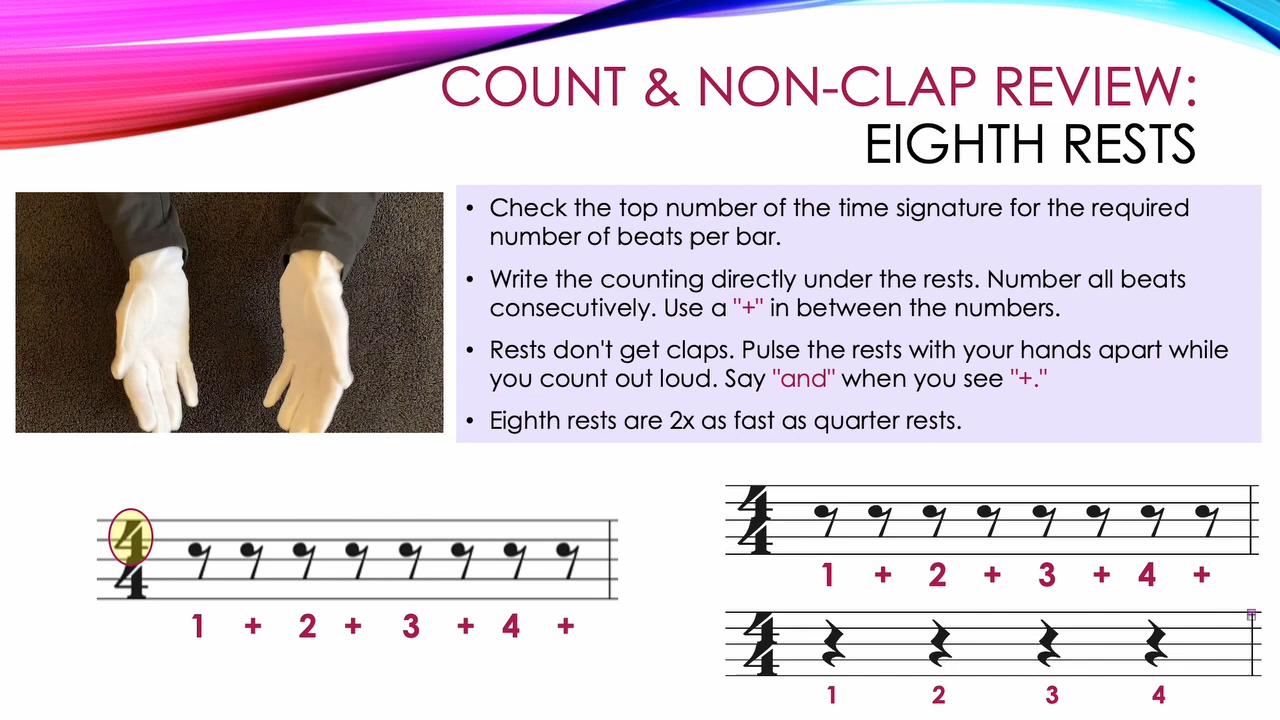 COUNT & NON-CLAP REVIEW:
EIGHTH RESTS
• Check the top number of the time signature for the required
number of beats per bar.
• Write the counting directly under the rests. Number all beats
consecutively. Use a "+" in between the numbers.
• Rests don't get claps. Pulse the rests with your hands apart while
you count out loud. Say "and" when you see "+."
• Eighth rests are 2x as fast as quarter rests.
4
4
1 + 2 + 3 + 4 +
4
4
1 + 2 + 3 + 4 +
4
4
1 2 3 4